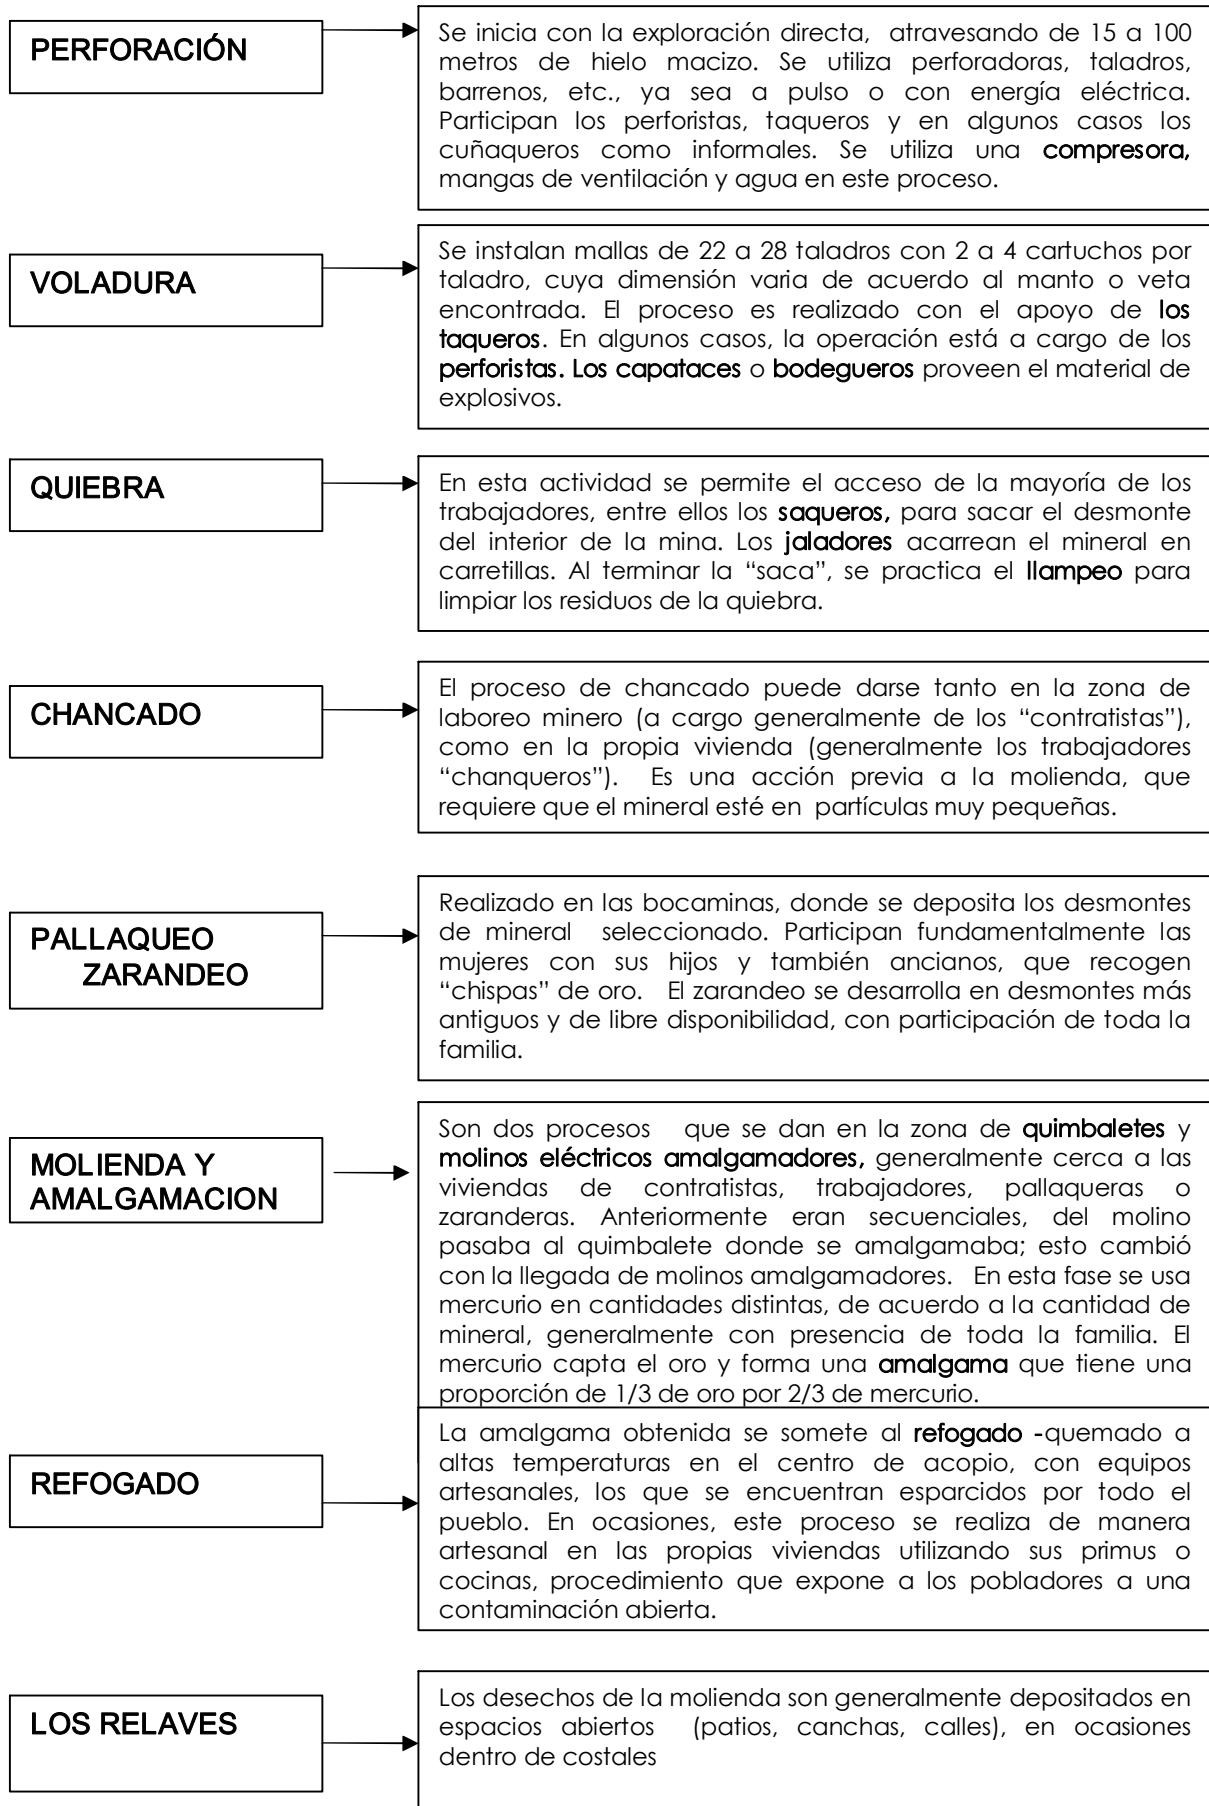 PERFORACIÓN
Se inicia con la exploración directa, atravesando de 15 a 100
metros de hielo macizo. Se utiliza perforadoras, taladros,
barrenos, etc., ya sea a pulso o con energía eléctrica.
Participan los perforistas, taqueros y en algunos casos los
cuñaqueros como informales. Se utiliza una compresora,
mangas de ventilación y agua en este proceso.
VOLADURA
Se instalan mallas de 22 a 28 taladros con 2 a 4 cartuchos por
taladro, cuya dimensión varia de acuerdo al manto o veta
encontrada. El proceso es realizado con el apoyo de los
taqueros. En algunos casos, la operación está a cargo de los
perforistas. Los capataces o bodegueros proveen el material de
explosivos.
QUIEBRA
En esta actividad se permite el acceso de la mayoría de los
trabajadores, entre ellos los saqueros, para sacar el desmonte
del interior de la mina. Los jaladores acarrean el mineral en
carretillas. Al terminar la “saca”, se practica el llampeo para
limpiar los residuos de la quiebra.
CHANCADO
El proceso de chancado puede darse tanto en la zona de
laboreo minero (a cargo generalmente de los “contratistas”),
como en la propia vivienda (generalmente los trabajadores
“chanqueros”). Es una acción previa a la molienda, que
requiere que el mineral esté en partículas muy pequeñas.
PALLAQUEO
ZARANDEO
Realizado en las bocaminas, donde se deposita los desmontes
de mineral seleccionado. Participan fundamentalmente las
mujeres con sus hijos y también ancianos, que recogen
“chispas” de oro. El zarandeo se desarrolla en desmontes más
antiguos y de libre disponibilidad, con participación de toda la
familia.
MOLIENDA Y
AMALGAMACION
Son dos procesos que se dan en la zona de quimbaletes y
molinos eléctricos amalgamadores, generalmente cerca a las
viviendas de contratistas, trabajadores, pallaqueras o
zaranderas. Anteriormente eran secuenciales, del molino
pasaba al quimbalete donde se amalgamaba; esto cambió
con la llegada de molinos amalgamadores. En esta fase se usa
mercurio en cantidades distintas, de acuerdo a la cantidad de
mineral, generalmente con presencia de toda la familia. El
mercurio capta el oro y forma una amalgama que tiene una
proporción de 1/3 de oro por 2/3 de mercurio.
REFOGADO
La amalgama obtenida se somete al refogado -quemado a
altas temperaturas en el centro de acopio, con equipos
artesanales, los que se encuentran esparcidos por todo el
pueblo. En ocasiones, este proceso se realiza de manera
artesanal en las propias viviendas utilizando sus primus o
cocinas, procedimiento que expone a los pobladores a una
contaminación abierta.
LOS RELAVES
Los desechos de la molienda son generalmente depositados en
espacios abiertos (patios, canchas, calles), en ocasiones
dentro de costales